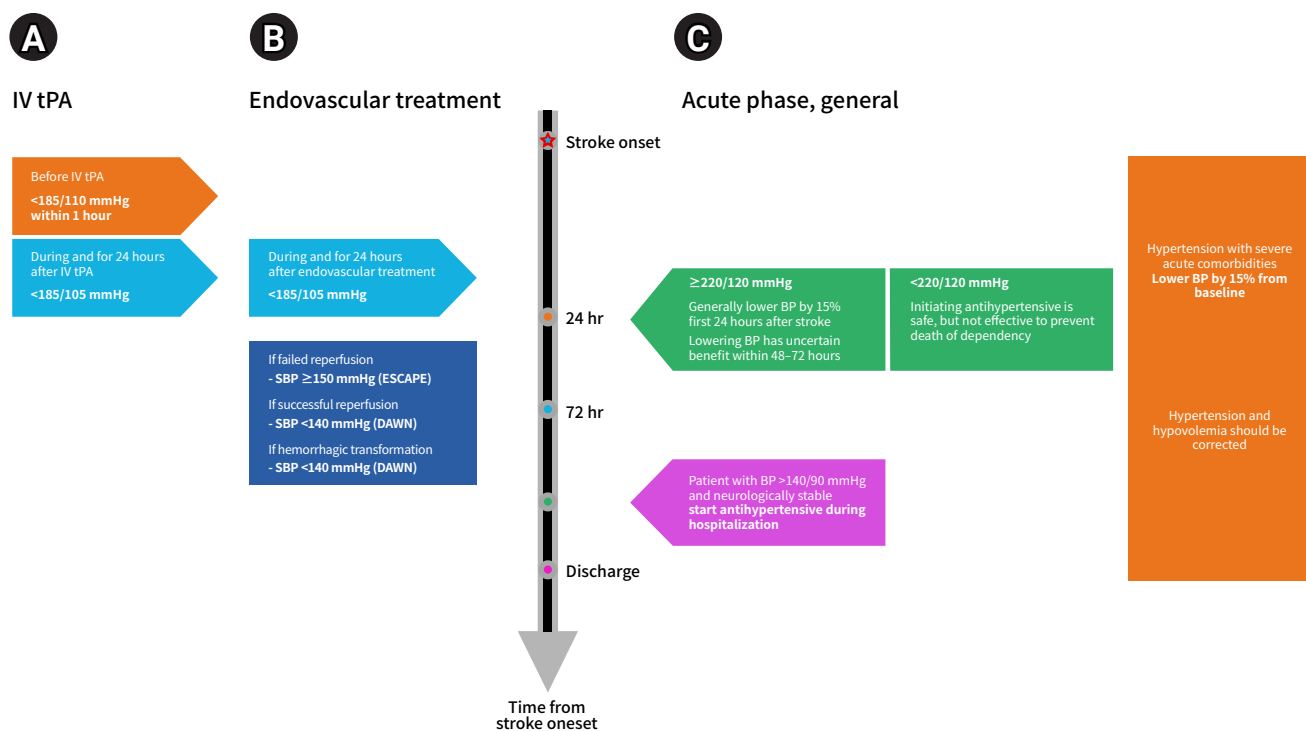 A
IV tPA
Before IV tPA
<185/110 mmHg
within 1 hour
During and for 24 hours
after IV tPA
<185/105 mmHg
B
Endovascular treatment
During and for 24 hours
after endovascular treatment
<185/105 mmHg
If failed reperfusion
- SBP ≥150 mmHg (ESCAPE)
If successful reperfusion
- SBP <140 mmHg (DAWN)
If hemorrhagic transformation
- SBP <140 mmHg (DAWN)
Stroke onset
24 hr
72 hr
Discharge
Time from
stroke oneset
C
Acute phase, general
≥220/120 mmHg
Generally lower BP by 15%
first 24 hours after stroke
Lowering BP has uncertain
benefit within 48–72 hours
<220/120 mmHg
Initiating antihypertensive is
safe, but not effective to prevent
death of dependency
Patient with BP >140/90 mmHg
and neurologically stable
start antihypertensive during
hospitalization
Hypertension with severe
acute comorbidities
Lower BP by 15% from
baseline
Hypertension and
hypovolemia should be
corrected